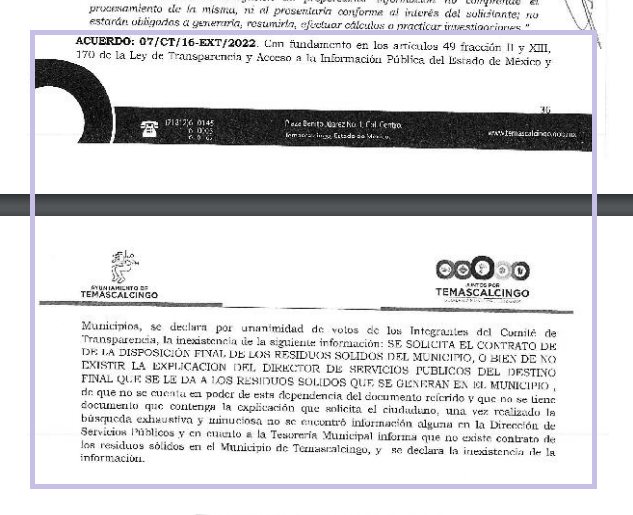 procesamiento de la misma, ni el presentarla conforme al interés del solicitante; no
estarán obligados a generarla, resumirla, efectuar cálculos o practicar investigaciones."
ACUERDO: 07/CT/16-EXT/2022. Con fundamento en los artículos 49 fracción II y XIII,
170 de la Ley de Transparencia y Acceso a la Información Pública del Estado de México y
36
Plaza Benito Juárez No. 1, Col. Centro,
Temascalcingo, Estado de México.
www.temascalcingo.gob.mx
AYUNTAMIENTO DE
TEMASCALCINGO
JUNTOS POR
TEMASCALCINGO
Municipios, se declara por unanimidad de votos de los Integrantes del Comité de
Transparencia, la inexistencia de la siguiente información: SE SOLICITA EL CONTRATO DE
DE LA DISPOSICIÓN FINAL DE LOS RESIDUOS SOLIDOS DEL MUNICIPIO, O BIEN DE NO
EXISTIR LA EXPLICACION DEL DIRECTOR DE SERVICIOS PUBLICOS DEL DESTINO
FINAL QUE SE LE DA A LOS RESIDUOS SOLIDOS QUE SE GENERAN EN EL MUNICIPIO ,
de que no se cuenta en poder de esta dependencia del documento referido y que no se tiene
documento que contenga la explicación que solicita el ciudadano, una vez realizado la
búsqueda exhaustiva y minuciosa no se encontró información alguna en la Dirección de
Servicios Públicos y en cuanto a la Tesorería Municipal informa que no existe contrato de
los residuos sólidos en el Municipio de Temascalcingo, y se declara la inexistencia de la
información.